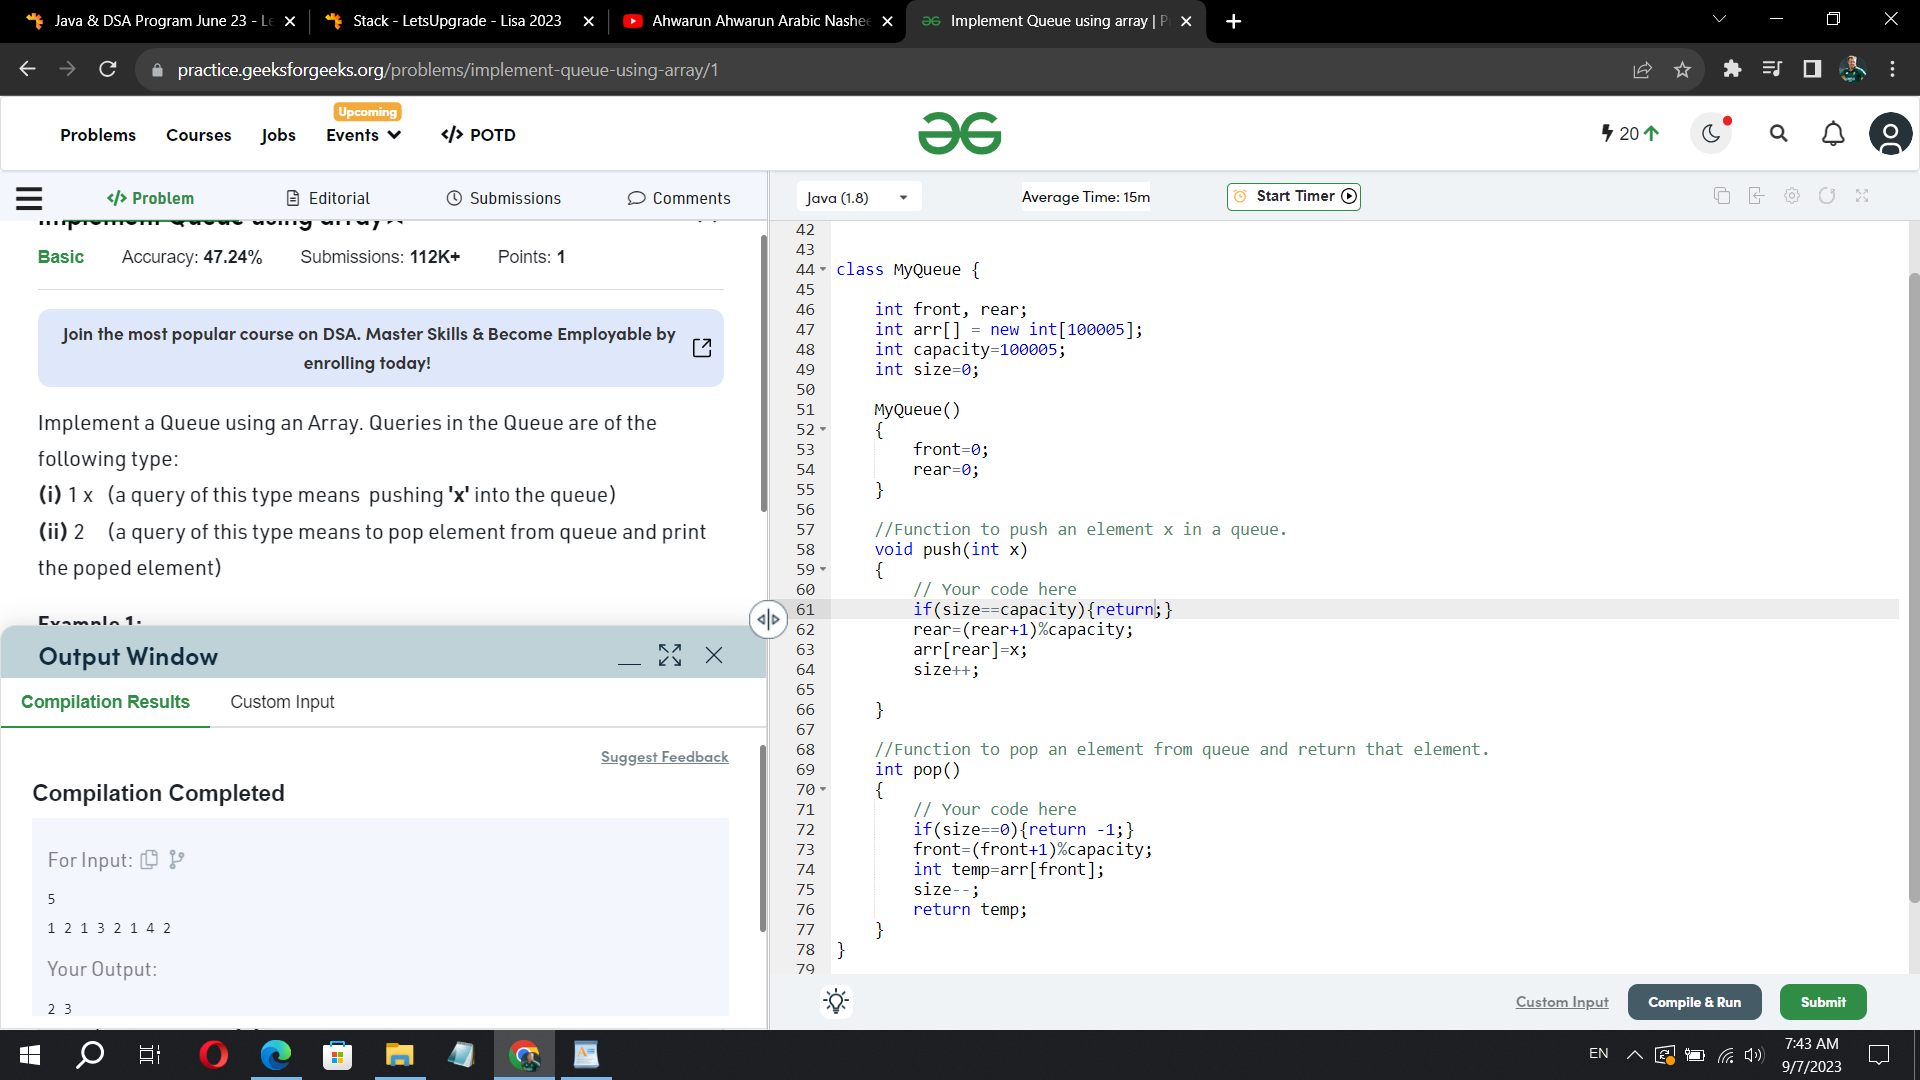 Java & DSA Program June 23 - Le
Stack - LetsUpgrade - Lisa 2023
Ahwarun Ahwarun Arabic Nashee
Implement Queue using array | P
practice.geeksforgeeks.org/problems/implement-queue-using-array/1
Problems
Courses
Jobs
Upcoming
Events
</> POTD
20
</> Problem
Editorial
Submissions
Comments
Java (1.8)
Average Time: 15m
Start Timer
Implement Queue using array
Basic
Accuracy: 47.24%
Submissions: 112K+
Points: 1
Join the most popular course on DSA. Master Skills & Become Employable by
enrolling today!
Implement a Queue using an Array. Queries in the Queue are of the
following type:
(i) 1 x (a query of this type means pushing 'x' into the queue)
(ii) 2 (a query of this type means to pop element from queue and print
the poped element)
Example 1:
Output Window
Compilation Results
Custom Input
Suggest Feedback
Compilation Completed
For Input:
5
1 2 1 3 2 1 4 2
Your Output:
2 3
42
43
44 class MyQueue {
45
46 int front, rear;
47 int arr[] = new int[100005];
48 int capacity=100005;
49 int size=0;
50
51 MyQueue()
52 {
53 front=0;
54 rear=0;
55 }
56
57 //Function to push an element x in a queue.
58 void push(int x)
59 {
60 // Your code here
61 if(size==capacity){return;}
62 rear=(rear+1)%capacity;
63 arr[rear]=x;
64 size++;
65
66 }
67
68 //Function to pop an element from queue and return that element.
69 int pop()
70 {
71 // Your code here
72 if(size==0){return -1;}
73 front=(front+1)%capacity;
74 int temp=arr[front];
75 size--;
76 return temp;
77 }
78 }
79
Custom Input
Compile & Run
Submit
EN
7:43 AM
9/7/2023